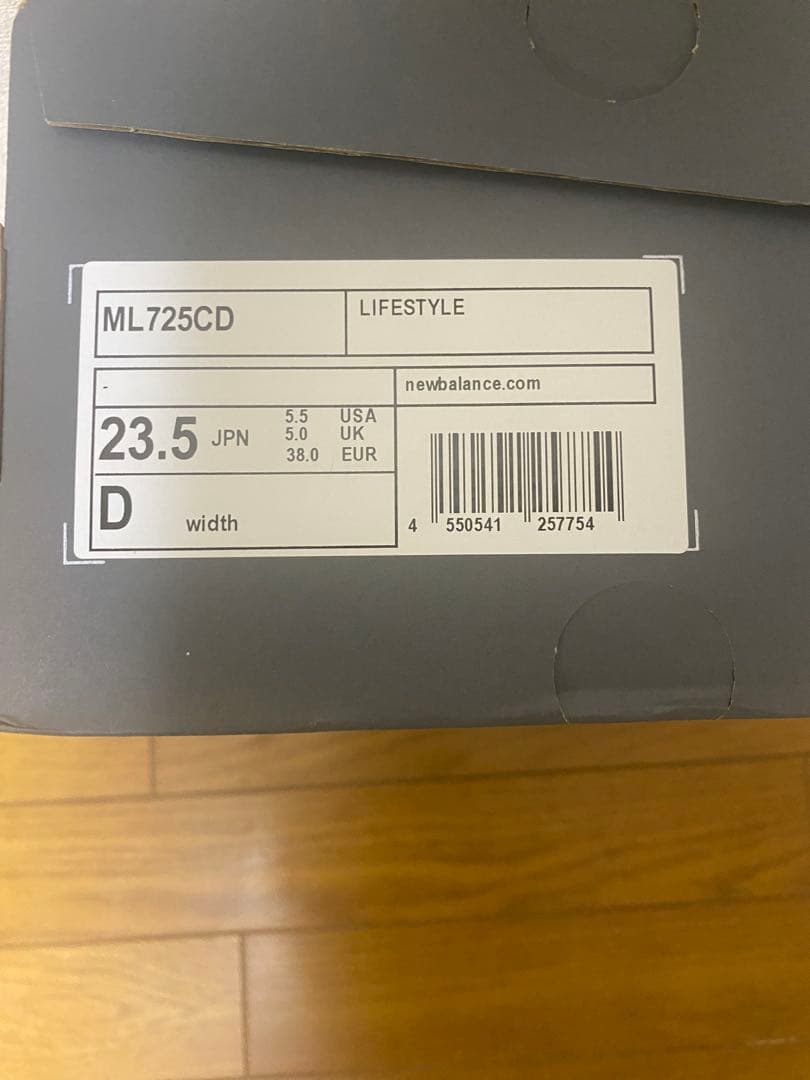 ML725CD
LIFESTYLE
-
newbalance.com
23.5 JPN
5.5 USA
5.0 UK
38.0 EUR
D width
4 550541 257754